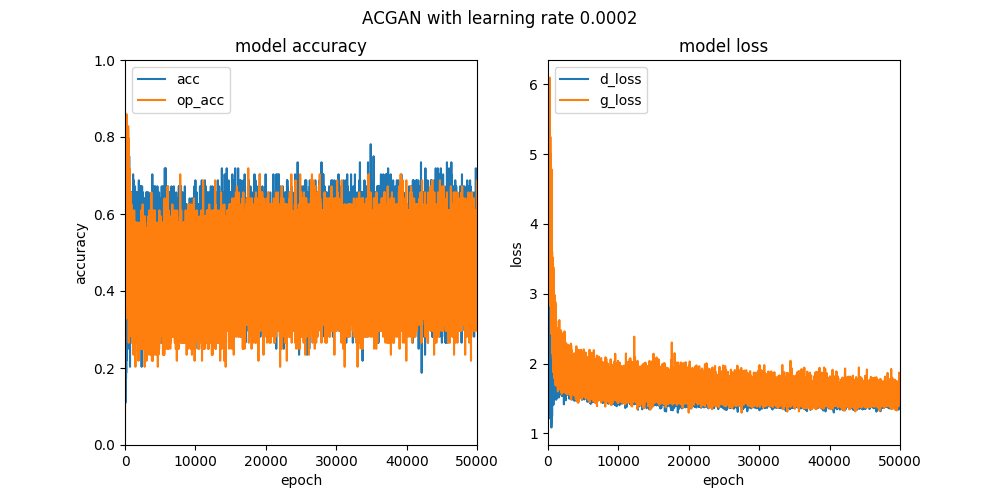 ACGAN with learning rate 0.0002
model accuracy
acc
op_acc
1.0
0.8
0.6
0.4
0.2
0.0
accuracy
0
10000
20000
30000
40000
50000
epoch
model loss
d_loss
g_loss
6
5
4
3
2
1
loss
0
10000
20000
30000
40000
50000
epoch